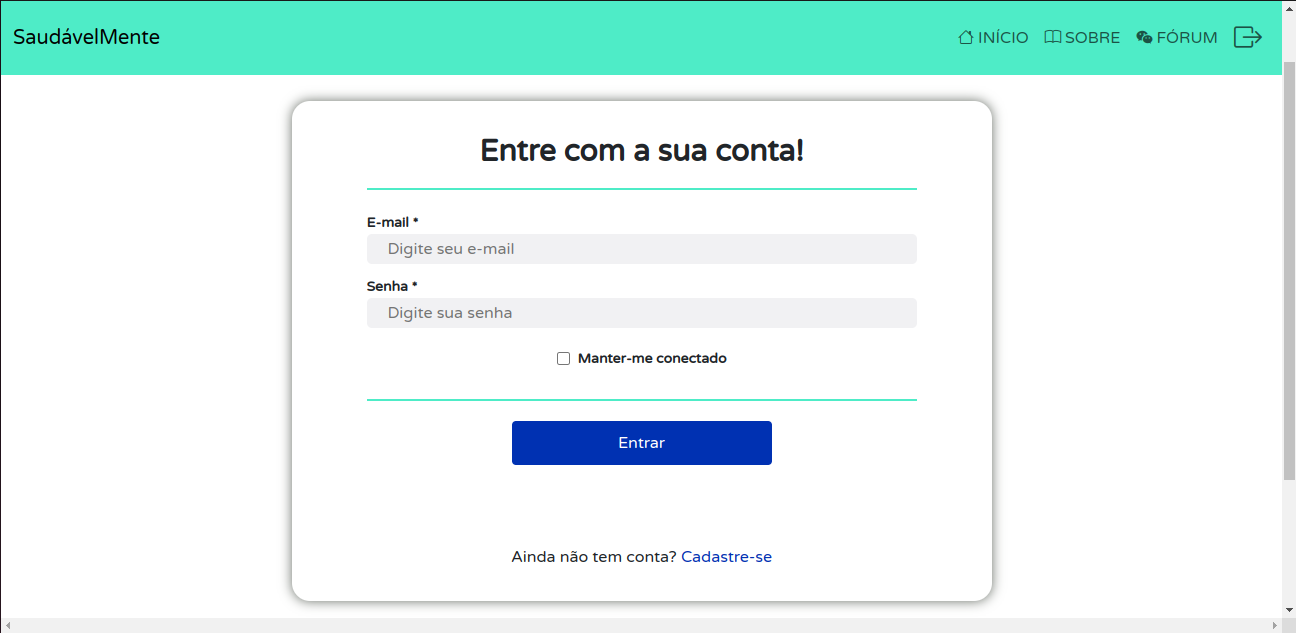 SaudávelMente
INÍCIO SOBRE FÓRUM
Entre com a sua conta!
E-mail *
Digite seu e-mail
Senha *
Digite sua senha
Manter-me conectado
Entrar
Ainda não tem conta? Cadastre-se